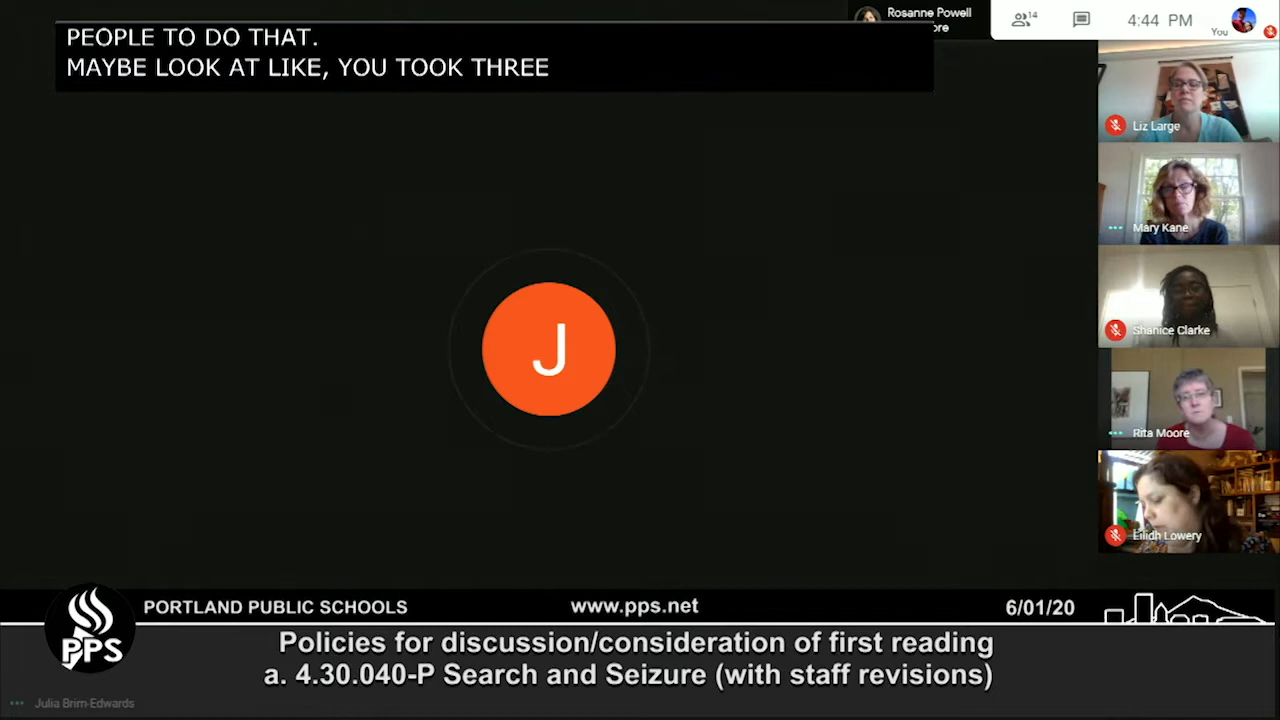 PEOPLE TO DO THAT.
MAYBE LOOK AT LIKE, YOU TOOK THREE
Rosanne Powell
ore
14
4:44 PM
You
Liz Large
Mary Kane
Shanice Clarke
Rita Moore
Eilidh Lowery
J
PORTLAND PUBLIC SCHOOLS
www.pps.net
6/01/20
PPS
Policies for discussion/consideration of first reading
a. 4.30.040-P Search and Seizure (with staff revisions)
Julia Brim-Edwards